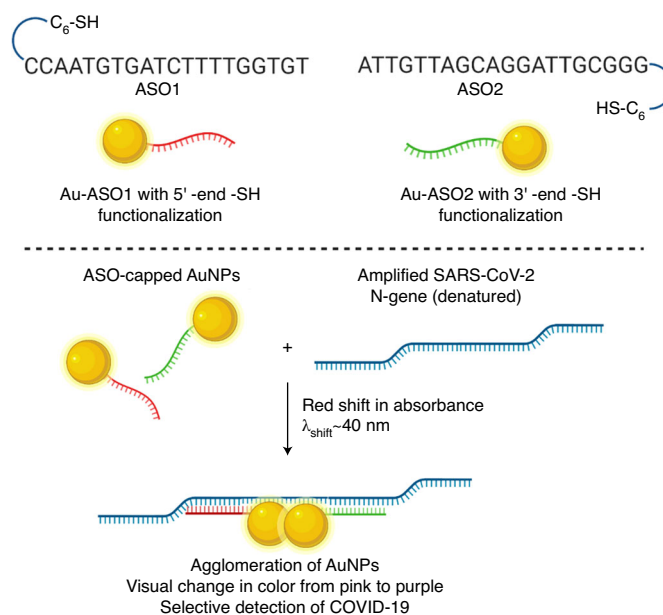 C6-SH
CCAATGTGATCTTTTGGTGT
ASO1
ATTGTTAGCAGGATTGCGGG
ASO2
HS-C6
Au-ASO1 with 5' -end -SH
functionalization
Au-ASO2 with 3' -end -SH
functionalization
ASO-capped AuNPs
Amplified SARS-CoV-2
N-gene (denatured)
+
Red shift in absorbance
λshift~40 nm
Agglomeration of AuNPs
Visual change in color from pink to purple
Selective detection of COVID-19